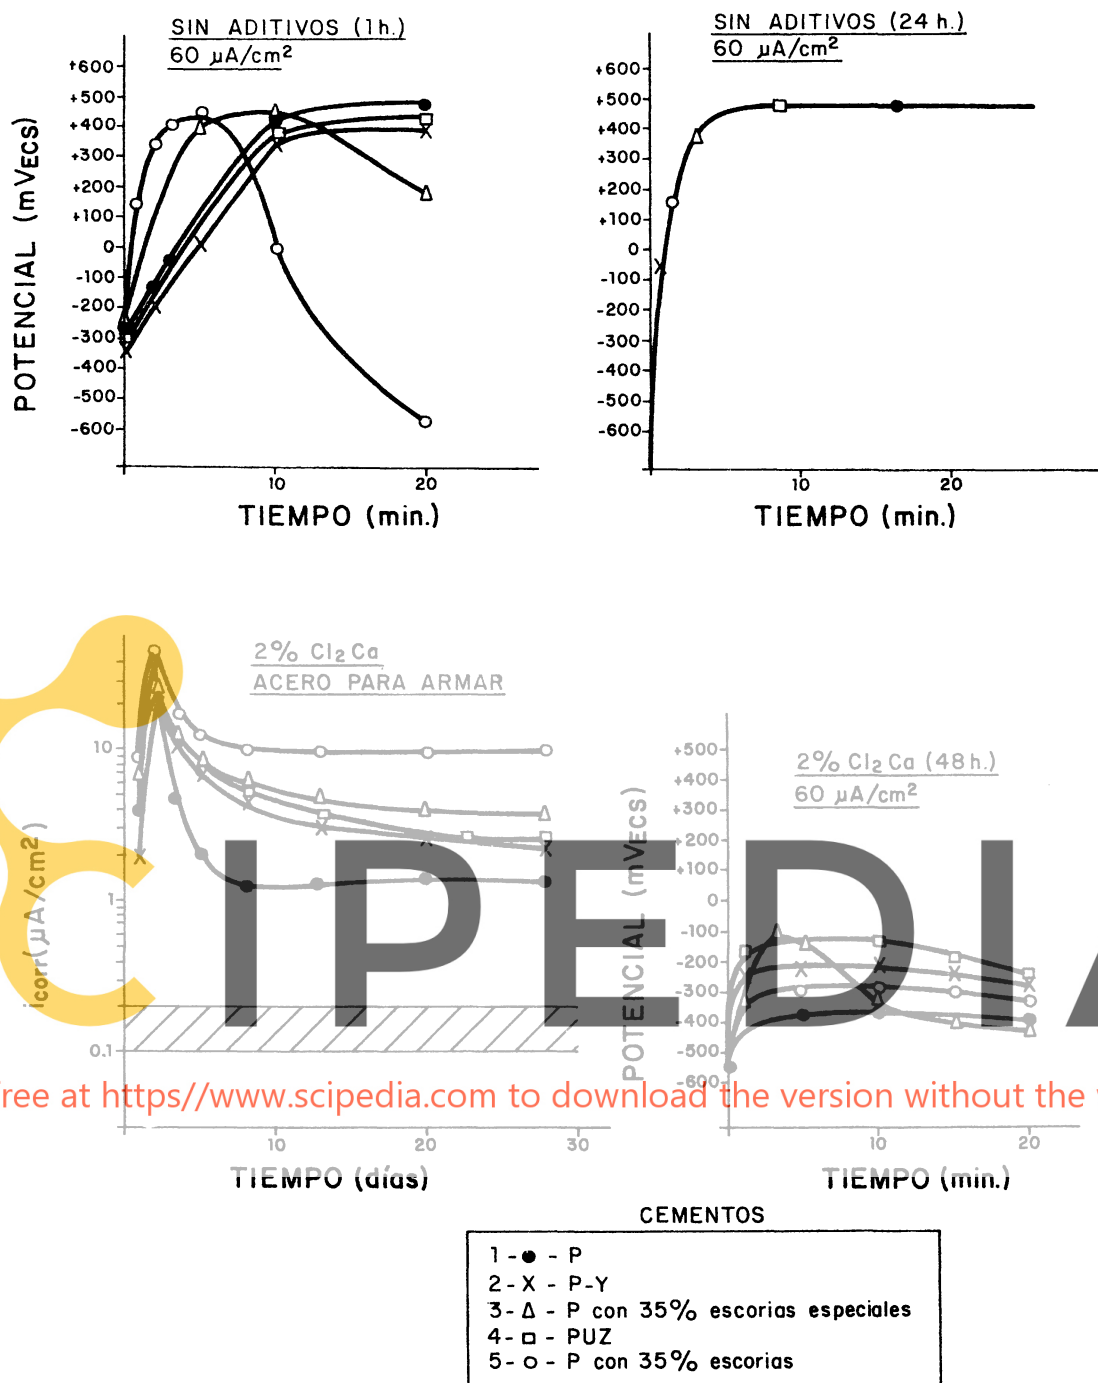 SIN ADITIVOS (1h.)
60 µA/cm2
+600
+500
+400
+300
+200
+100
0
-100
-200
-300
-400
-500
-600
POTENCIAL (mVECS)
10
20
TIEMPO (min.)
SIN ADITIVOS (24 h.)
60 µA/cm2
+600
+500
+400
+300
+200
+100
0
-100
-200
-300
-400
-500
-600
10
20
TIEMPO (min.)
2% Cl2 Ca
ACERO PARA ARMAR
10
1
0.1
icorr(µA/cm2)
10
20
30
TIEMPO (días)
2% Cl2 Ca (48 h.)
60 µA/cm2
+500
+400
+300
+200
+100
0
-100
-200
-300
-400
-500
-600
POTENCIAL (mVECS)
10
20
TIEMPO (min.)
CIPEDIA
ree at https//www.scipedia.com to download the version without the
CEMENTOS
1-●-P
2-X-P-Y
3-Δ-P con 35% escorias especiales
4-□-PUZ
5-o-P con 35% escorias